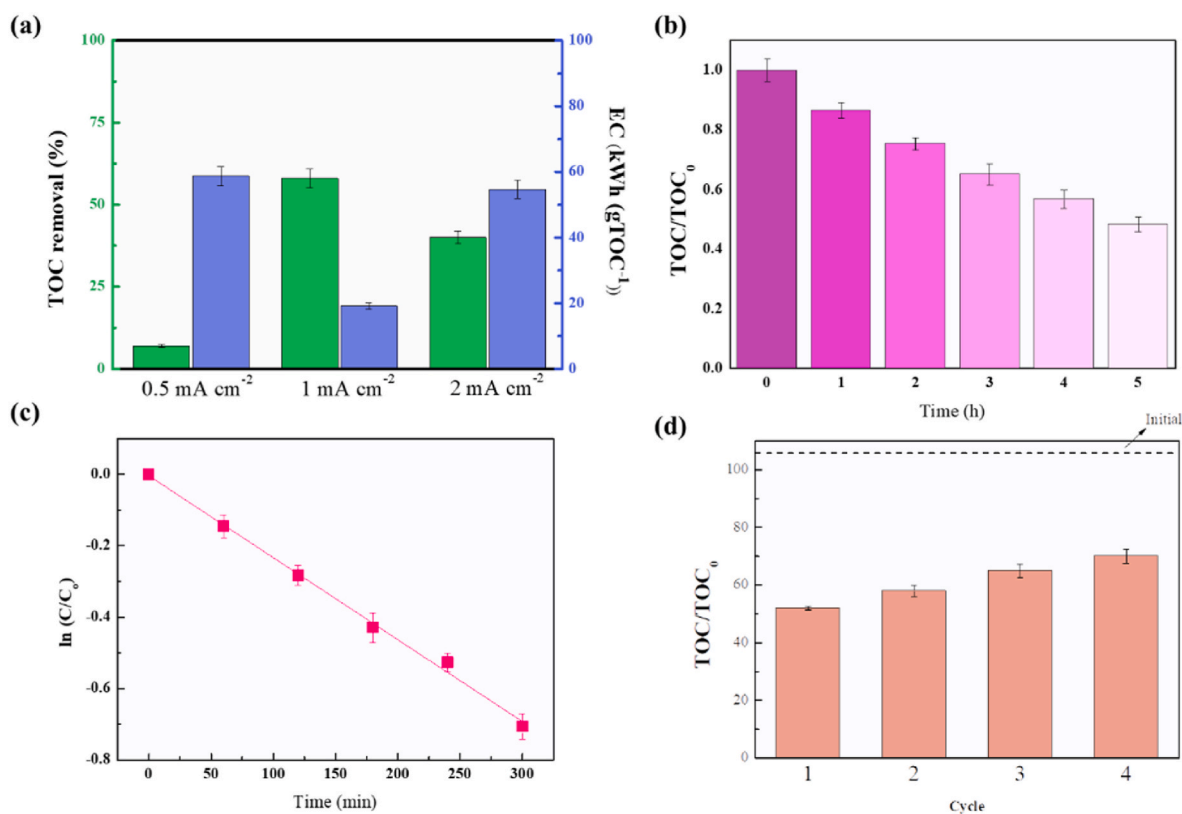 (a)
100
75
50
25
0
TOC removal (%)
100
80
60
40
20
0
EC (kWh (gTOC⁻¹))
0.5 mA cm⁻²
1 mA cm⁻²
2 mA cm⁻²
(b)
1.0
0.8
0.6
0.4
0.2
0.0
TOC/TOC₀
0 1 2 3 4 5
Time (h)
(c)
0.0
-0.2
-0.4
-0.6
-0.8
ln (C/C₀)
0 50 100 150 200 250 300
Time (min)
(d)
Initial
100
80
60
40
20
0
TOC/TOC₀
1 2 3 4
Cycle